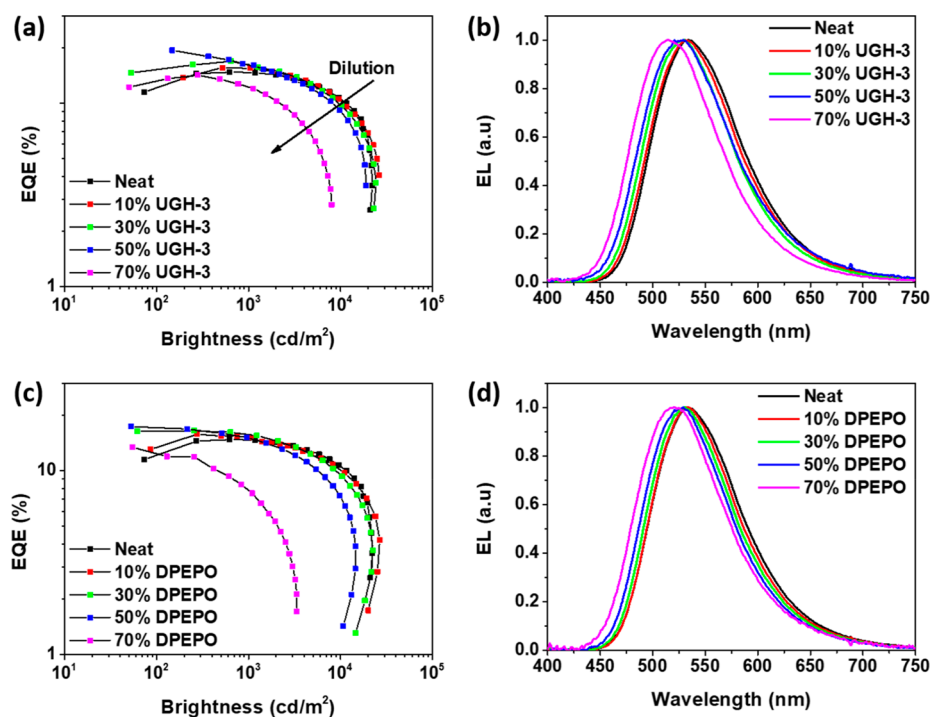 (a)
EQE (%)
1
Dilution
Neat
10% UGH-3
30% UGH-3
50% UGH-3
70% UGH-3
10¹ 10² 10³ 10⁴ 10⁵
Brightness (cd/m²)
(b)
EL (a.u)
1.0
0.8
0.6
0.4
0.2
0.0
Neat
10% UGH-3
30% UGH-3
50% UGH-3
70% UGH-3
400 450 500 550 600 650 700 750
Wavelength (nm)
(c)
EQE (%)
10
1
Neat
10% DPEPO
30% DPEPO
50% DPEPO
70% DPEPO
10¹ 10² 10³ 10⁴ 10⁵
Brightness (cd/m²)
(d)
EL (a.u)
1.0
0.8
0.6
0.4
0.2
0.0
Neat
10% DPEPO
30% DPEPO
50% DPEPO
70% DPEPO
400 450 500 550 600 650 700 750
Wavelength (nm)